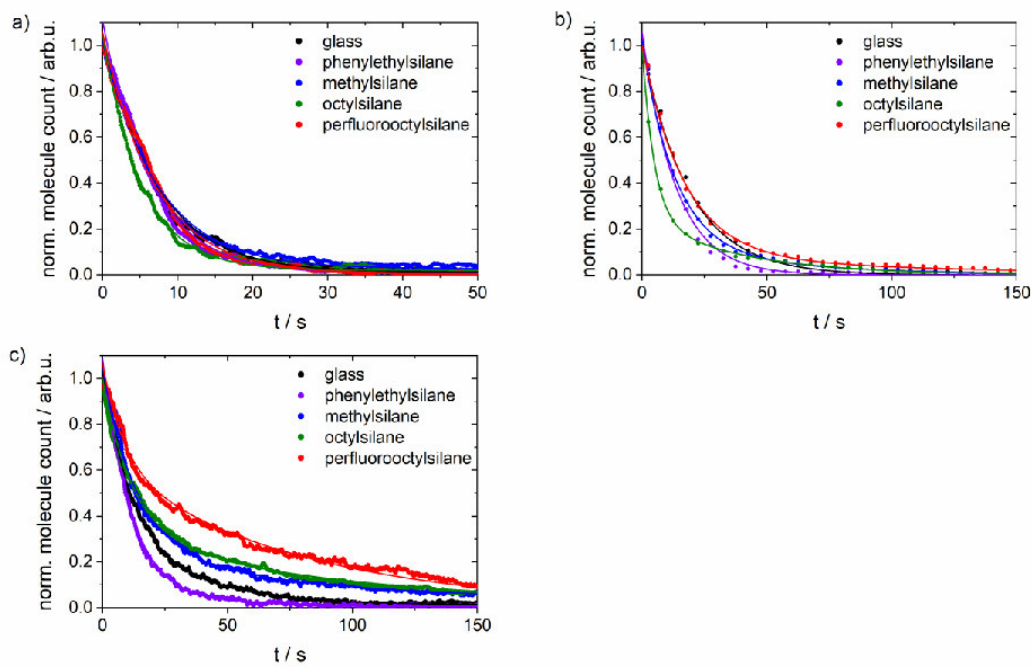 a)
norm. molecule count / arb.u.
1.0
0.8
0.6
0.4
0.2
0.0
glass
phenylethylsilane
methylsilane
octylsilane
perfluorooctylsilane
0 10 20 30 40 50
t / s
b)
norm. molecule count / arb.u.
1.0
0.8
0.6
0.4
0.2
0.0
glass
phenylethylsilane
methylsilane
octylsilane
perfluorooctylsilane
0 50 100 150
t / s
c)
norm. molecule count / arb.u.
1.0
0.8
0.6
0.4
0.2
0.0
glass
phenylethylsilane
methylsilane
octylsilane
perfluorooctylsilane
0 50 100 150
t / s